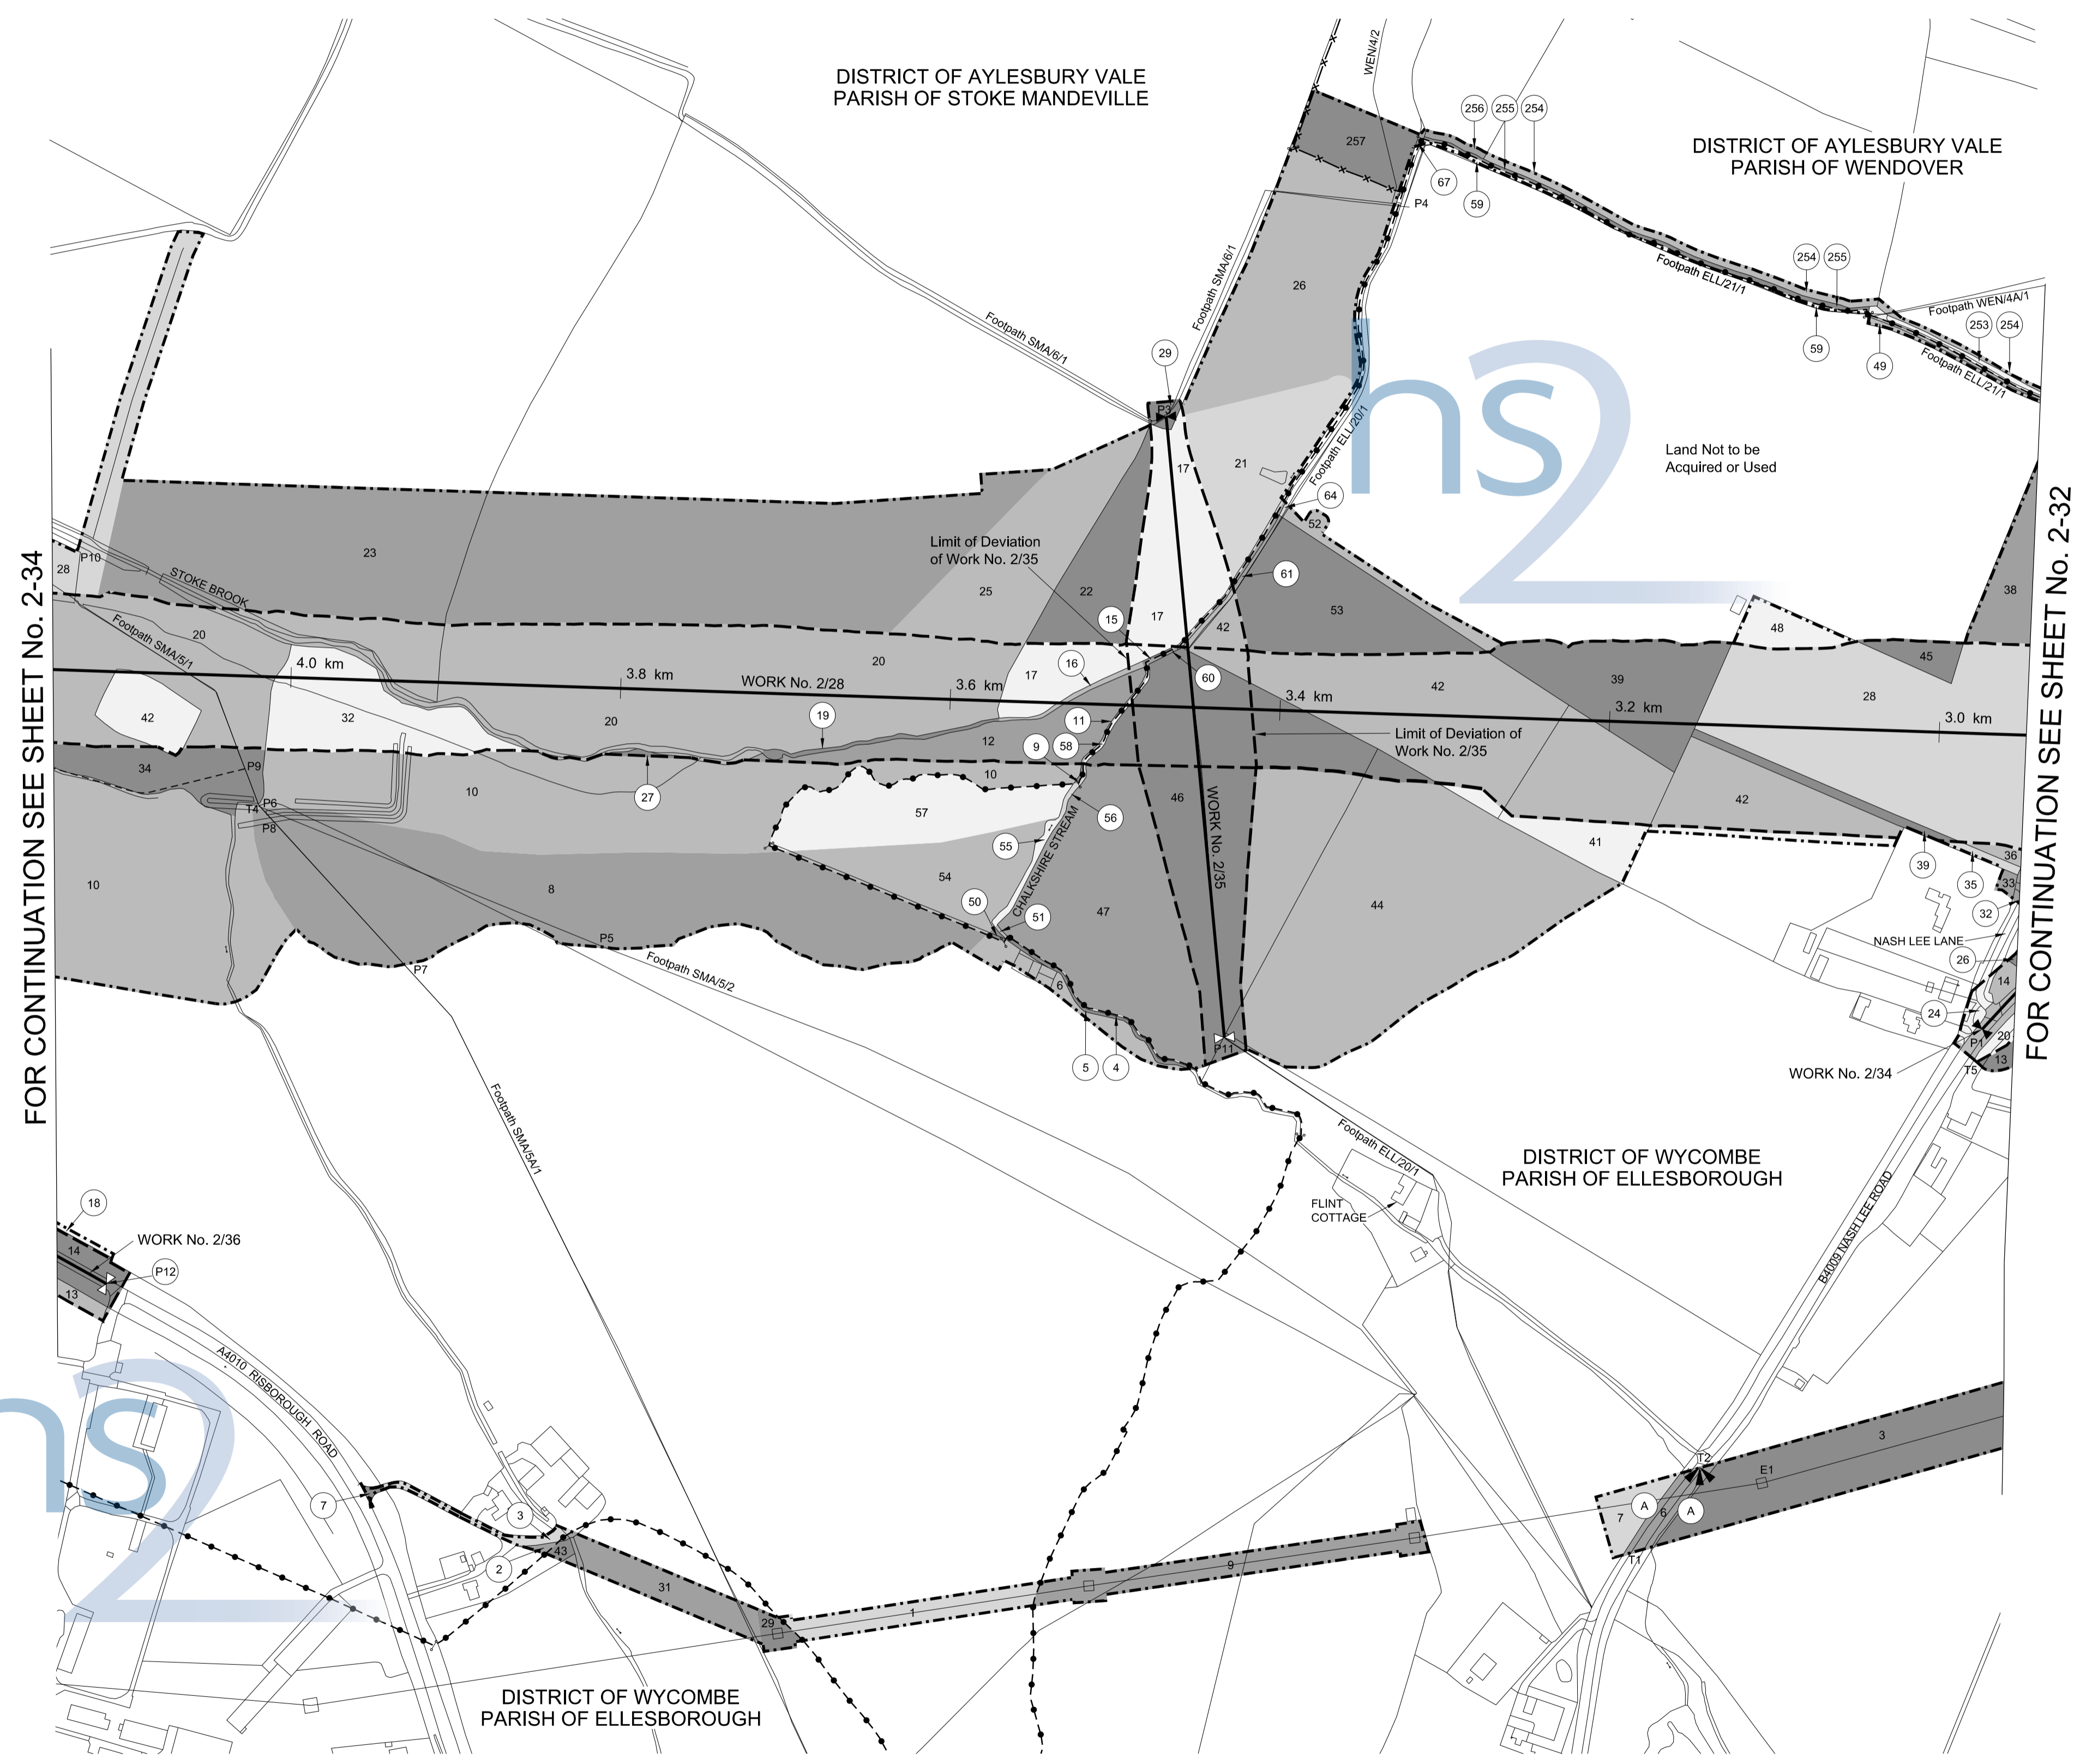 DISTRICT OF AYLESBURY VALE
PARISH OF STOKE MANDEVILLE
WEN/4/2
257
256
255
254
DISTRICT OF AYLESBURY VALE
PARISH OF WENDOVER
67
59
P4
Footpath SMA/6/1
26
Footpath ELL/21/1
254
255
Footpath WEN/4A/1
253
254
59
49
Footpath ELL/21/1
Footpath SMA/6/1
29
P3
hs2
Land Not to be
Acquired or Used
17
21
Footpath ELL/20/1
64
52
FOR CONTINUATION SEE SHEET No. 2-34
FOR CONTINUATION SEE SHEET No. 2-32
P10
28
STOKE BROOK
23
Limit of Deviation
of Work No. 2/35
25
22
61
53
38
Footpath SMA/5/1
20
15
17
42
48
4.0 km
20
16
17
60
45
3.8 km
WORK No. 2/28
3.6 km
3.4 km
42
39
3.2 km
28
3.0 km
42
32
20
19
12
11
58
9
Limit of Deviation of
Work No. 2/35
34
P9
10
27
10
46
42
P6
T4
P8
57
56
WORK No. 2/35
41
55
CHALKSHIRE STREAM
39
35
36
33
10
8
54
50
51
47
44
32
NASH LEE LANE
26
P5
P7
Footpath SMA/5/2
6
14
24
P11
P1
20
13
5
4
T5
WORK No. 2/34
Footpath SMA/5A/1
Footpath ELL/20/1
DISTRICT OF WYCOMBE
PARISH OF ELLESBOROUGH
FLINT
COTTAGE
B4009 NASH LEE ROAD
18
14
WORK No. 2/36
P12
13
A4010 RISBOROUGH ROAD
hs2
7
3
2
43
31
29
1
9
T2
E1
3
A
A
7
6
T1
DISTRICT OF WYCOMBE
PARISH OF ELLESBOROUGH